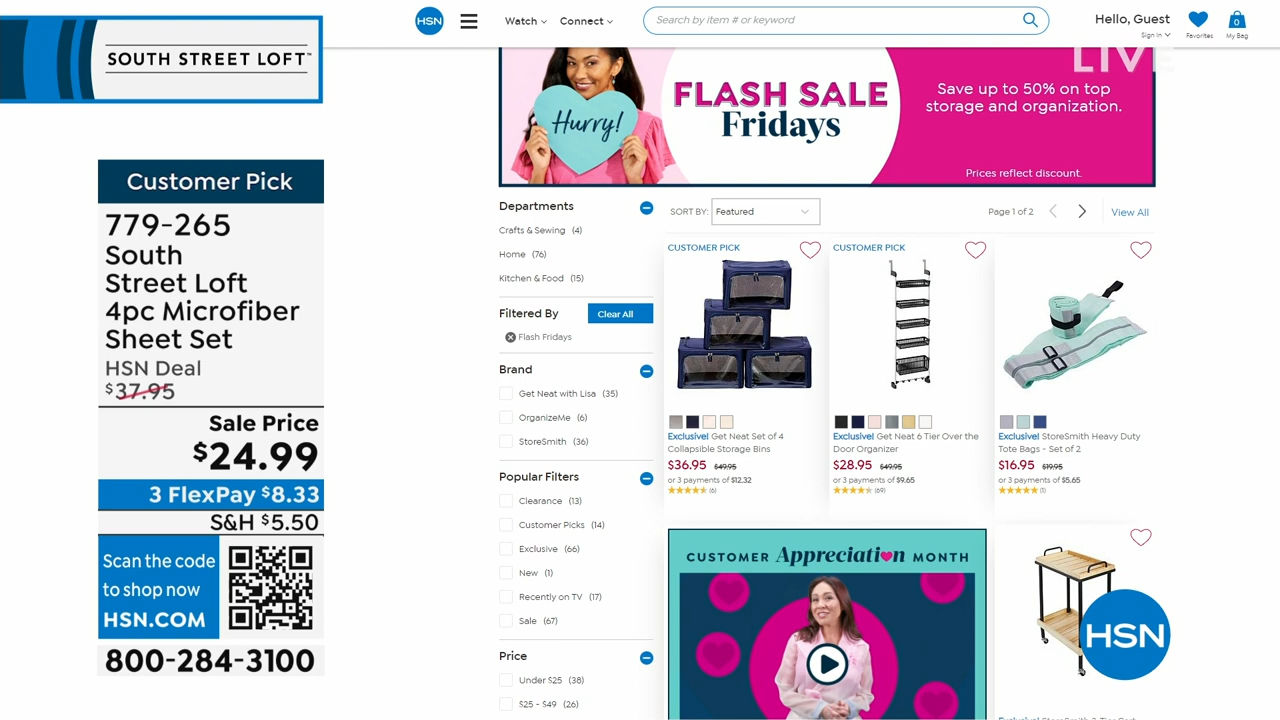 SOUTH STREET LOFT™
Customer Pick
779-265
South
Street Loft
4pc Microfiber
Sheet Set
HSN Deal
$37.95
Sale Price
$24.99
3 FlexPay $8.33
S&H $5.50
Scan the code
to shop now
HSN.COM
800-284-3100
HSN
Watch
Connect
Search by item # or keyword
Hello, Guest
Sign in
Favorites
0
My Bag
LIVE
Hurry!
FLASH SALE
Fridays
Save up to 50% on top
storage and organization.
Prices reflect discount.
Departments
Crafts & Sewing (4)
Home (76)
Kitchen & Food (15)
Filtered By
Clear All
Flash Fridays
Brand
Get Neat with Lisa (35)
OrganizeMe (6)
StoreSmith (36)
Popular Filters
Clearance (13)
Customer Picks (14)
Exclusive (66)
New (1)
Recently on TV (17)
Sale (67)
Price
Under $25 (38)
$25 - $49 (26)
SORT BY: Featured
Page 1 of 2
View All
CUSTOMER PICK
Exclusive! Get Neat Set of 4
Collapsible Storage Bins
$36.95 $49.95
or 3 payments of $12.32
(6)
CUSTOMER PICK
Exclusive! Get Neat 6 Tier Over the
Door Organizer
$28.95 $49.95
or 3 payments of $9.65
(69)
Exclusive! StoreSmith Heavy Duty
Tote Bags - Set of 2
$16.95 $19.95
or 3 payments of $5.65
(1)
CUSTOMER Appreciation MONTH
HSN